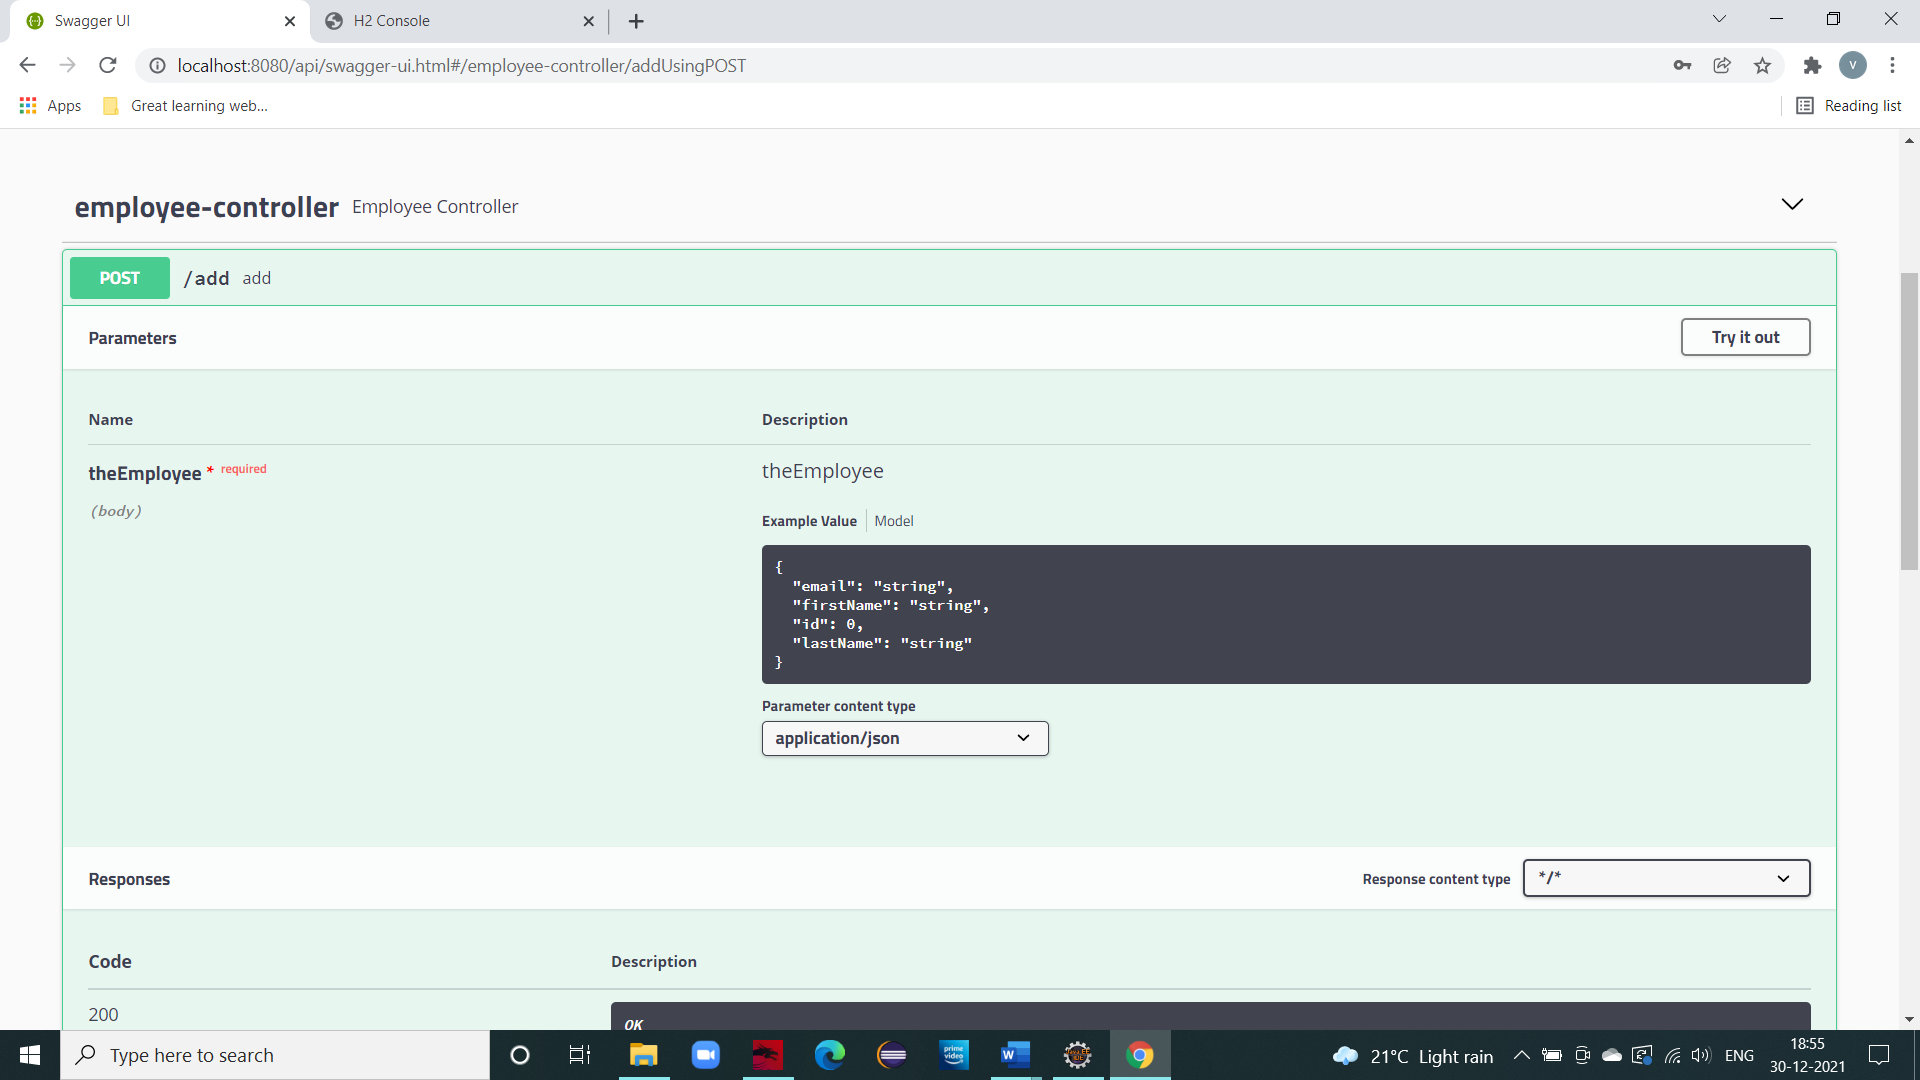 Swagger UI
H2 Console
localhost:8080/api/swagger-ui.html#/employee-controller/addUsingPOST
V
Apps
Great learning web...
Reading list
employee-controller Employee Controller
POST /add add
Parameters
Try it out
Name Description
theEmployee * required
(body)
theEmployee
Example Value Model
{
"email": "string",
"firstName": "string",
"id": 0,
"lastName": "string"
}
Parameter content type
application/json
Responses
Response content type */*
Code Description
200
OK
Type here to search
prime video
W
21°C Light rain
ENG
18:55
30-12-2021